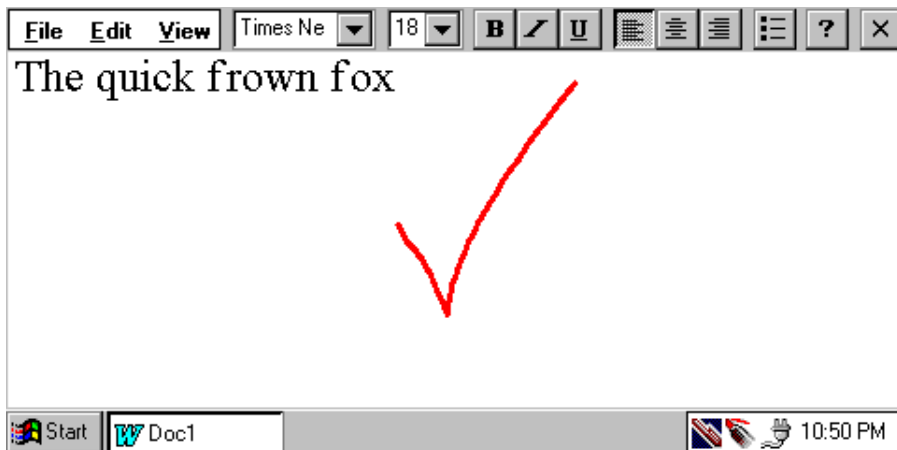 File Edit View Times Ne 18 B I U ? ×
The quick frown fox
Start Doc1 10:50 PM